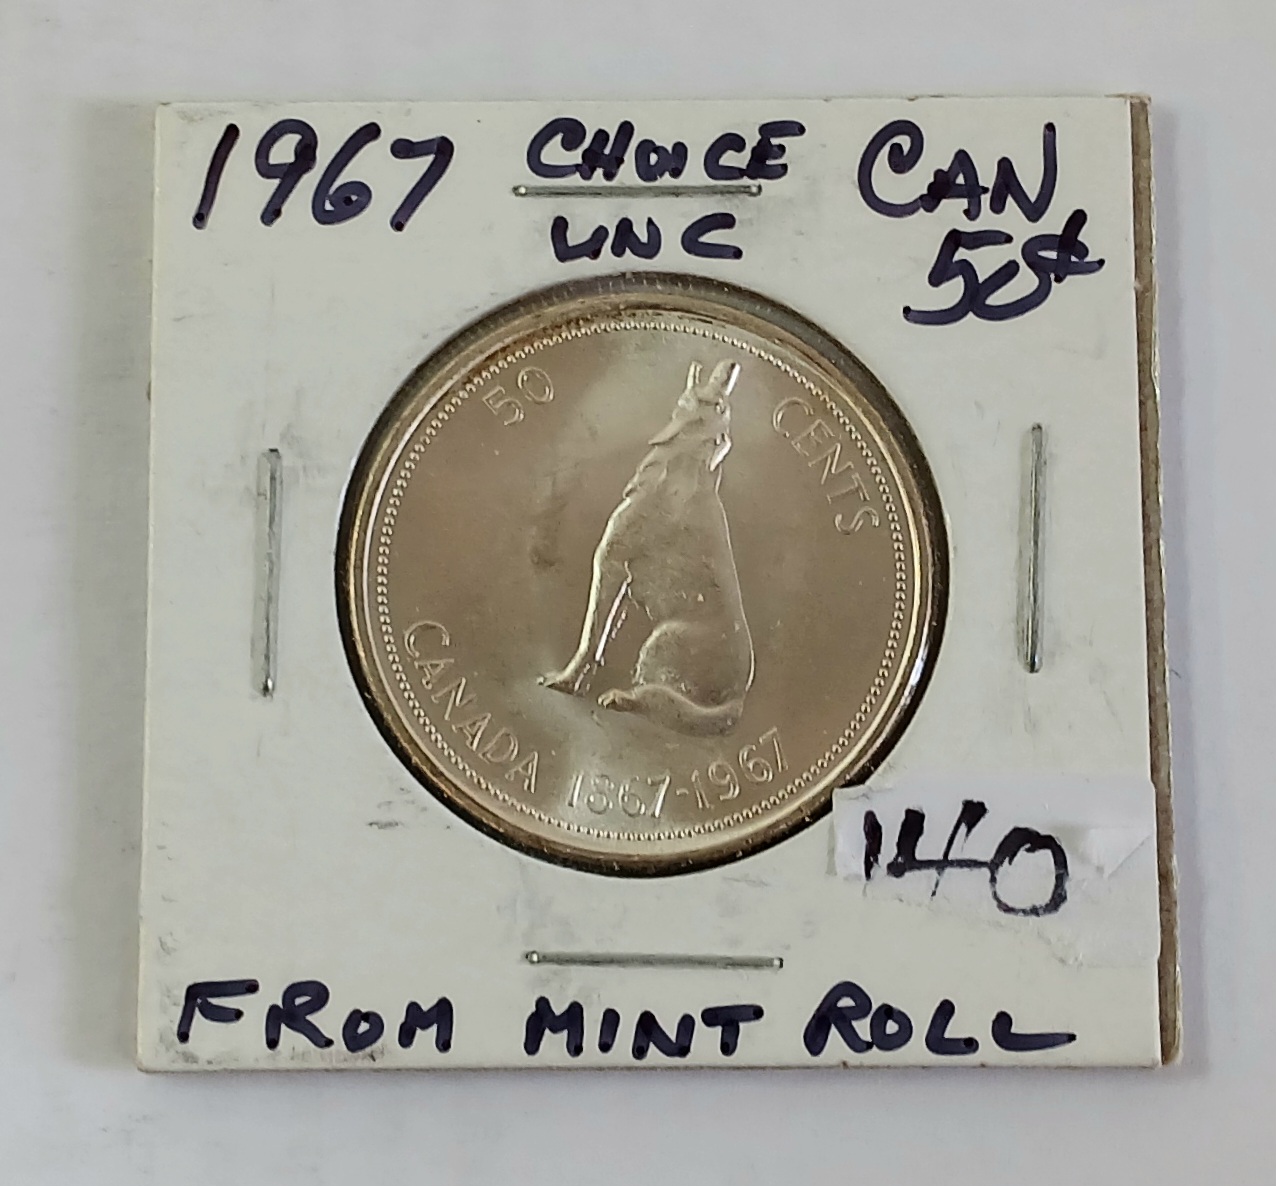 1967 CHOICE CAN
UNC 50¢
50 CENTS
CANADA 1867-1967
140
FROM MINT ROLL